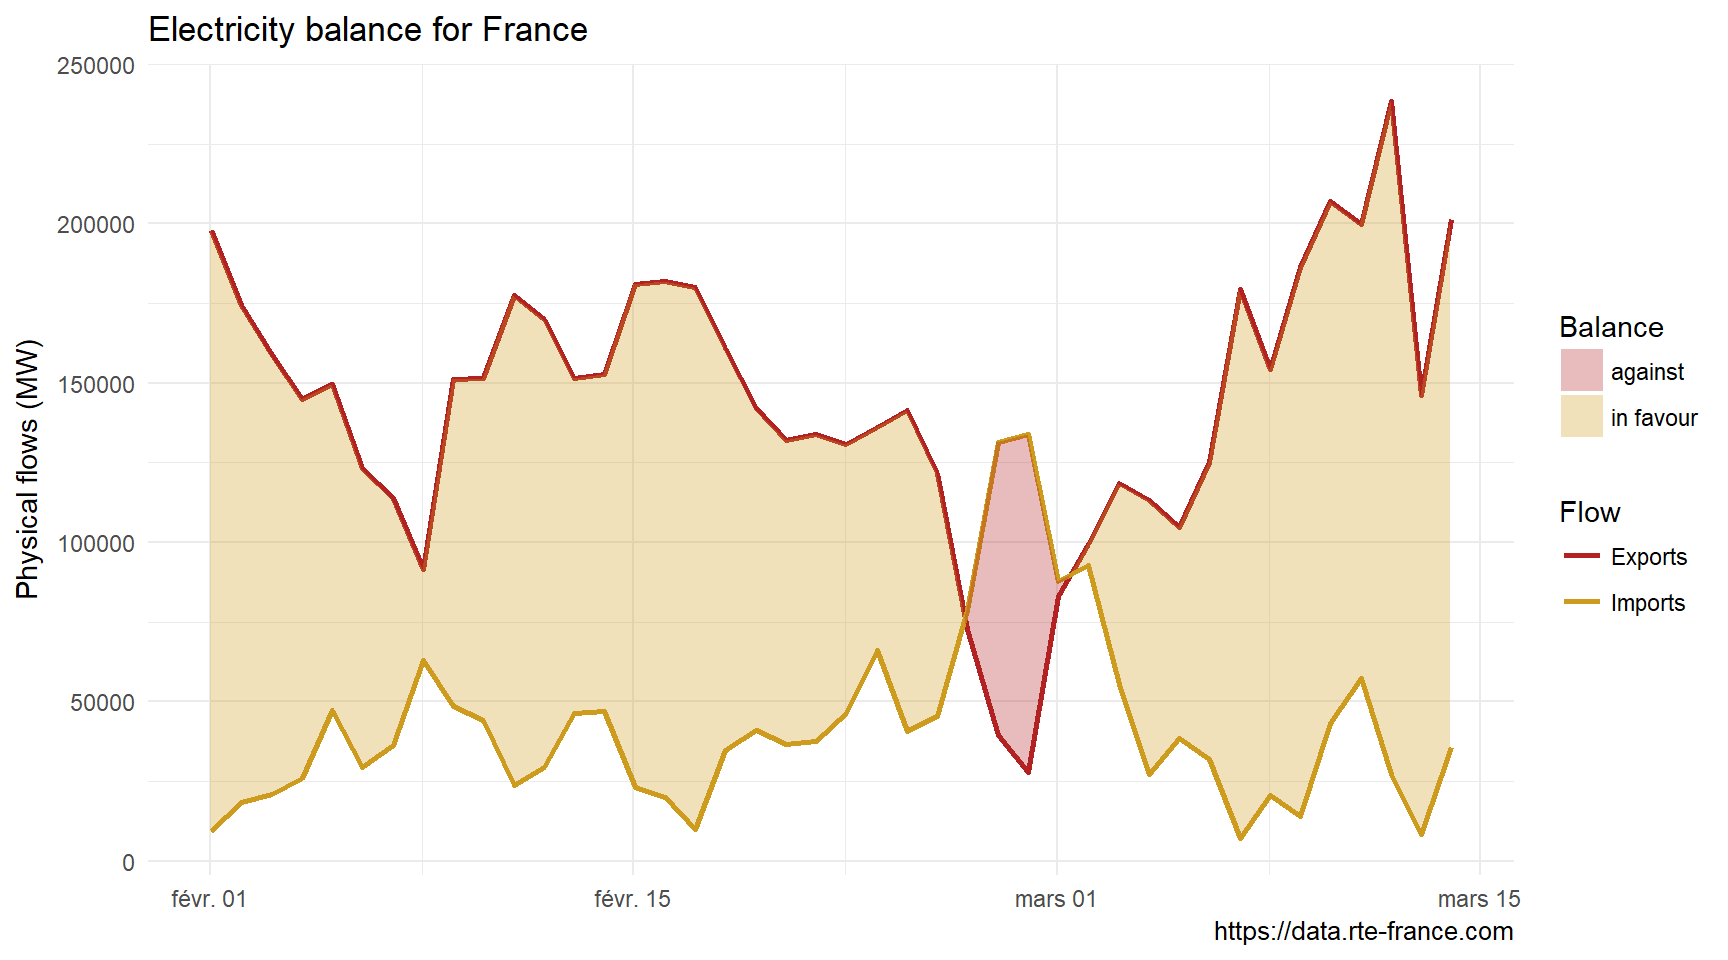 Electricity balance for France
250000
200000
150000
100000
50000
0
Physical flows (MW)
févr. 01
févr. 15
mars 01
mars 15
https://data.rte-france.com
Balance
against
in favour
Flow
Exports
Imports